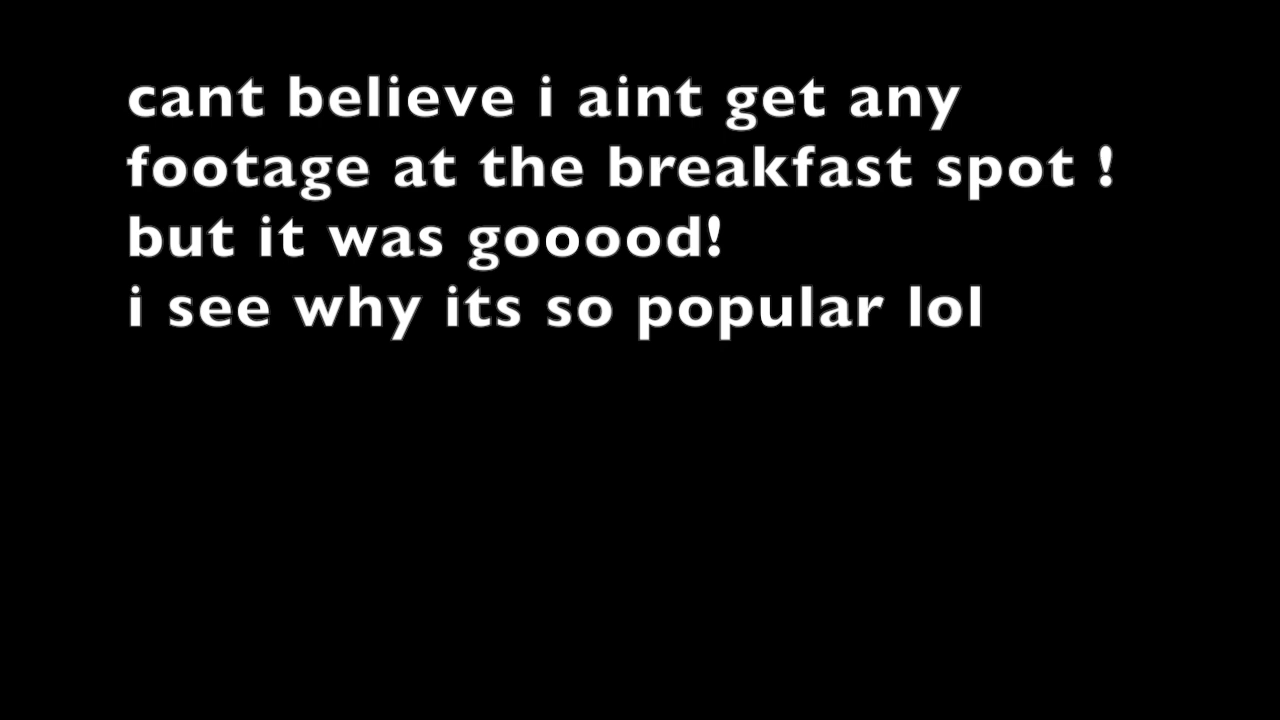 cant believe i aint get any
footage at the breakfast spot !
but it was gooood!
i see why its so popular lol